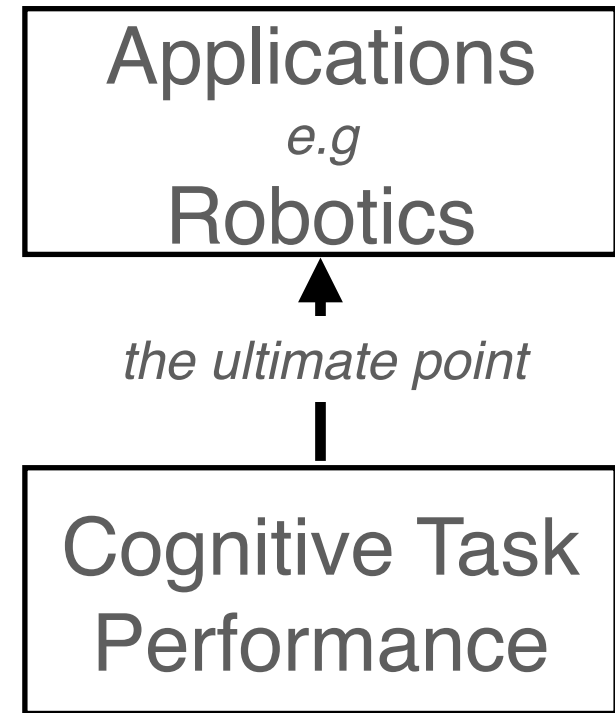 Applications
e.g
Robotics
the ultimate point
Cognitive Task
Performance